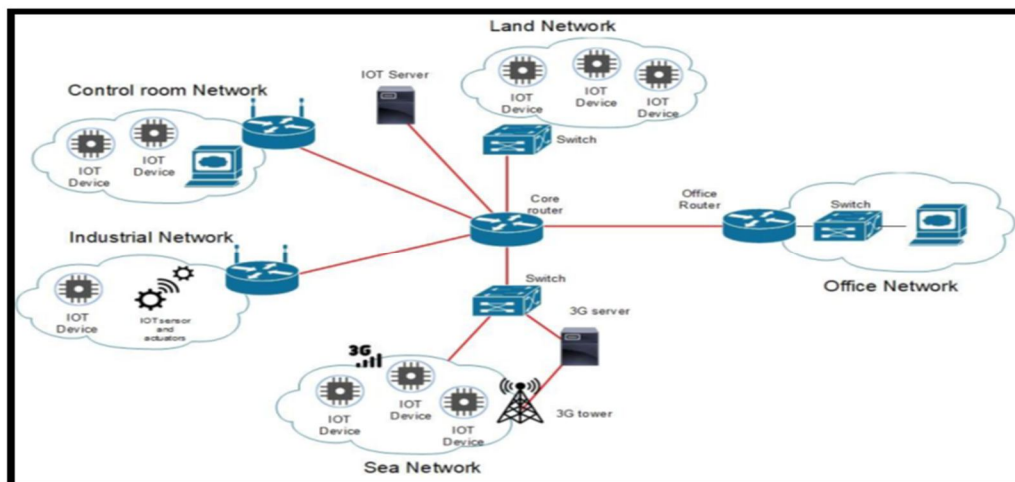 Land Network
IOT
Device
IOT
Device
IOT
Device
Switch
IOT Server
Control room Network
IOT
Device
IOT
Device
Core
router
Office
Router
Switch
Office Network
Industrial Network
IOT
Device
IOT sensor
and
actuators
Switch
3G server
3G
IOT
Device
IOT
Device
IOT
Device
3G tower
Sea Network